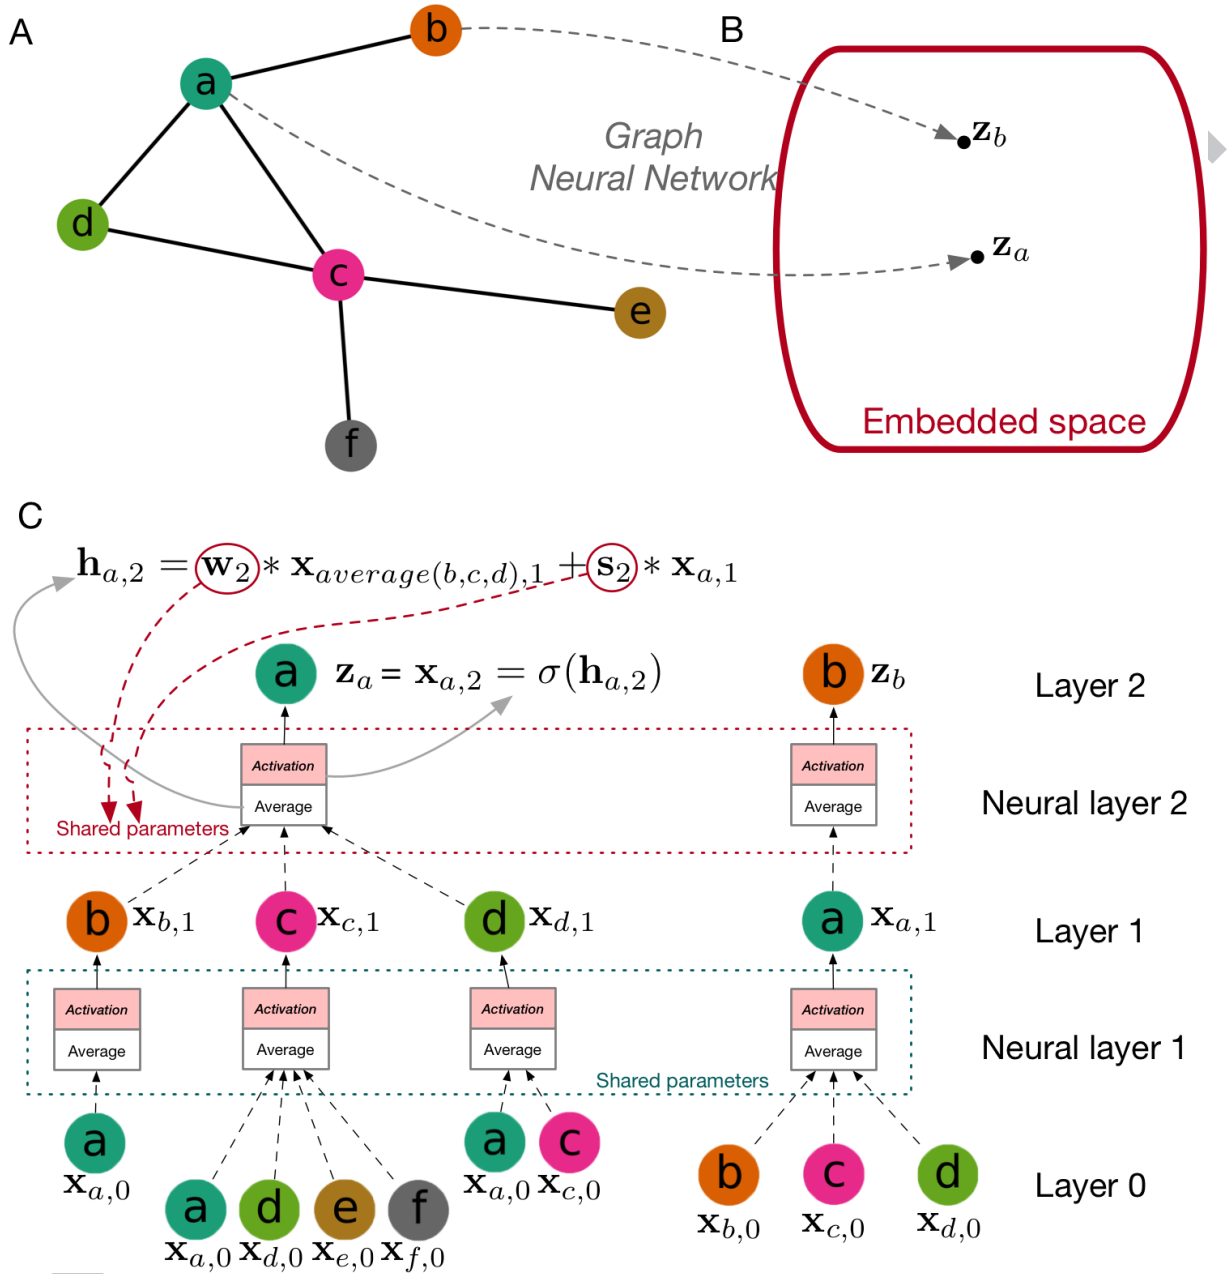 A
B
b
a
d
c
e
f
Graph
Neural Network
z_b
z_a
Embedded space
C
h_{a,2} = w_2 * x_{average(b,c,d),1} + s_2 * x_{a,1}
a z_a = x_{a,2} = σ(h_{a,2})
b z_b
Layer 2
Activation
Average
Activation
Average
Neural layer 2
Shared parameters
b x_{b,1}
c x_{c,1}
d x_{d,1}
a x_{a,1}
Layer 1
Activation
Average
Activation
Average
Activation
Average
Activation
Average
Neural layer 1
Shared parameters
a
x_{a,0}
a
x_{a,0}
d
x_{d,0}
e
x_{e,0}
f
x_{f,0}
a
x_{a,0}
c
x_{c,0}
b
x_{b,0}
c
x_{c,0}
d
x_{d,0}
Layer 0